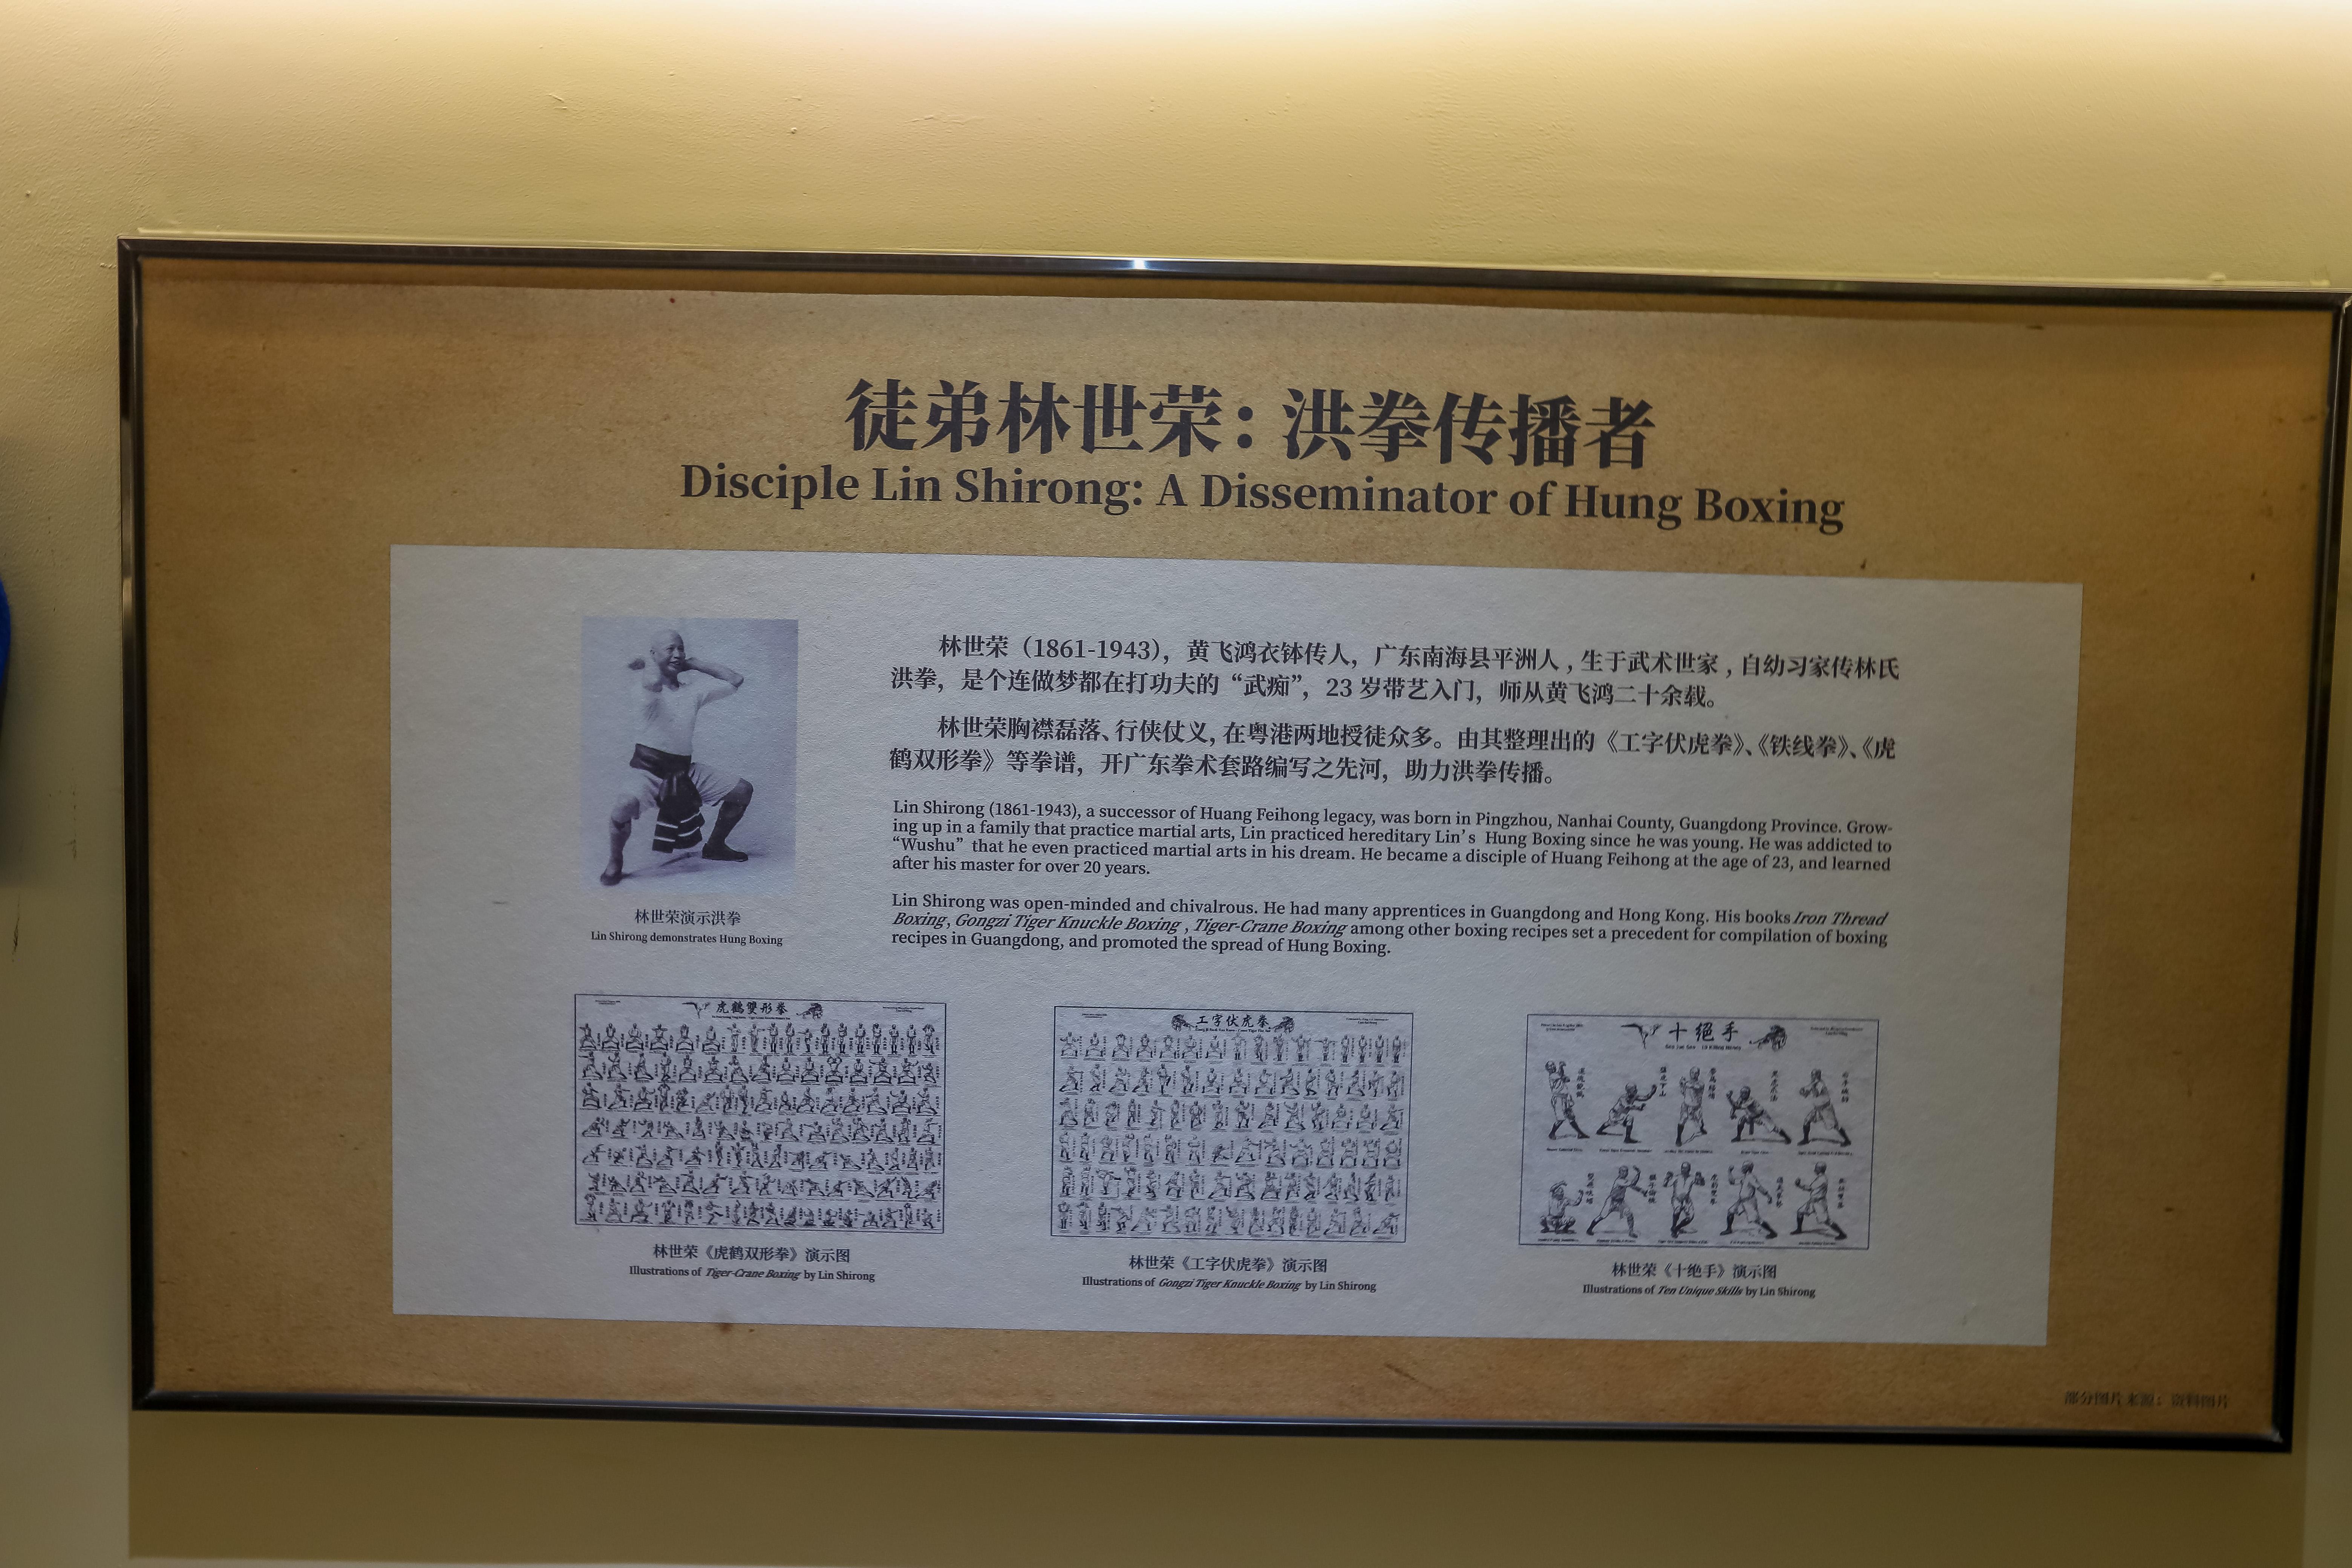 徒弟林世荣：洪拳传播者
Disciple Lin Shirong: A Disseminator of Hung Boxing
林世荣（1861-1943），黄飞鸿衣钵传人，广东南海县平洲人，生于武术世家，自幼习家传林氏
洪拳，是个连做梦都在打功夫的“武痴”，23 岁带艺入门，师从黄飞鸿二十余载。
林世荣胸襟磊落、行侠仗义，在粤港两地授徒众多。由其整理出的《工字伏虎拳》、《铁线拳》、《虎
鹤双形拳》等拳谱，开广东拳术套路编写之先河，助力洪拳传播。
Lin Shirong (1861-1943), a successor of Huang Feihong legacy, was born in Pingzhou, Nanhai County, Guangdong Province. Grow-
ing up in a family that practice martial arts, Lin practiced hereditary Lin’s Hung Boxing since he was young. He was addicted to
“Wushu” that he even practiced martial arts in his dream. He became a disciple of Huang Feihong at the age of 23, and learned
after his master for over 20 years.
Lin Shirong was open-minded and chivalrous. He had many apprentices in Guangdong and Hong Kong. His books Iron Thread
Boxing, Gongzi Tiger Knuckle Boxing , Tiger-Crane Boxing among other boxing recipes set a precedent for compilation of boxing
recipes in Guangdong, and promoted the spread of Hung Boxing.
林世荣演示洪拳
Lin Shirong demonstrates Hung Boxing
虎鶴雙形拳
林世荣《虎鹤双形拳》演示图
Illustrations of Tiger-Crane Boxing by Lin Shirong
工字伏虎拳
林世荣《工字伏虎拳》演示图
Illustrations of Gongzi Tiger Knuckle Boxing by Lin Shirong
十绝手
林世荣《十绝手》演示图
Illustrations of Ten Unique Skills by Lin Shirong
部分图片来源：资料图片